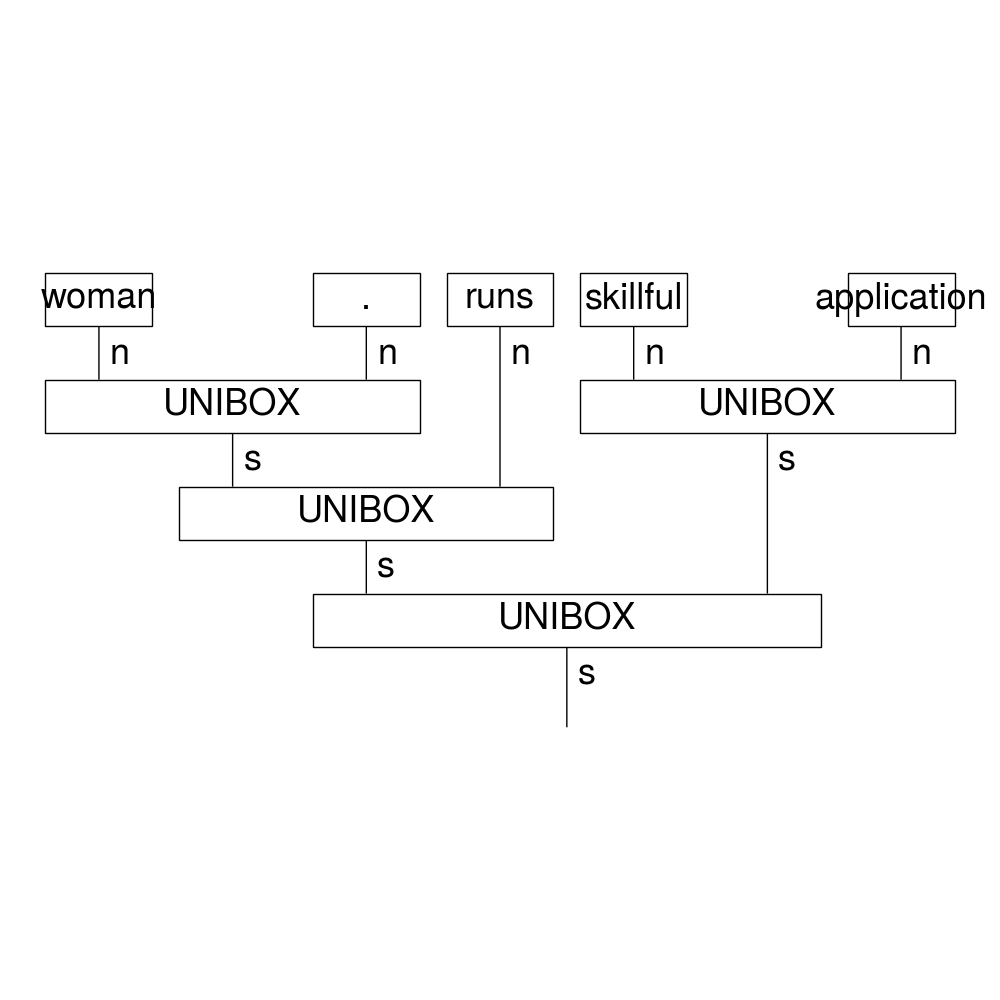 woman . runs skillful application
n n n n n
UNIBOX UNIBOX
s s
UNIBOX
s
UNIBOX
s